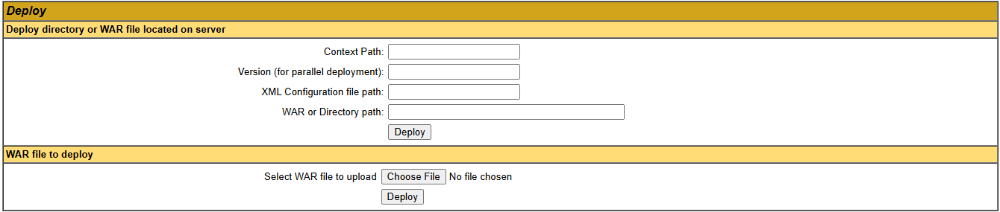 Deploy
Deploy directory or WAR file located on server
Context Path:
Version (for parallel deployment):
XML Configuration file path:
WAR or Directory path:
Deploy
WAR file to deploy
Select WAR file to upload Choose File No file chosen
Deploy